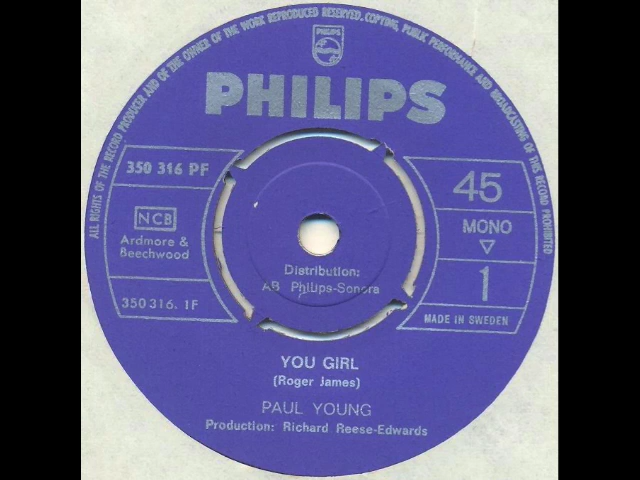 ALL RIGHTS OF THE RECORD PRODUCER AND OF THE OWNER OF THE WORK REPRODUCED RESERVED. COPYING, PUBLIC PERFORMANCE AND BROADCASTING OF THIS RECORD PROHIBITED
PHILIPS
PHILIPS
350 316 PF
NCB
Ardmore &
Beechwood
350 316. 1F
45
MONO
1
MADE IN SWEDEN
Distribution:
AB Philips-Sonora
YOU GIRL
(Roger James)
PAUL YOUNG
Production: Richard Reese-Edwards